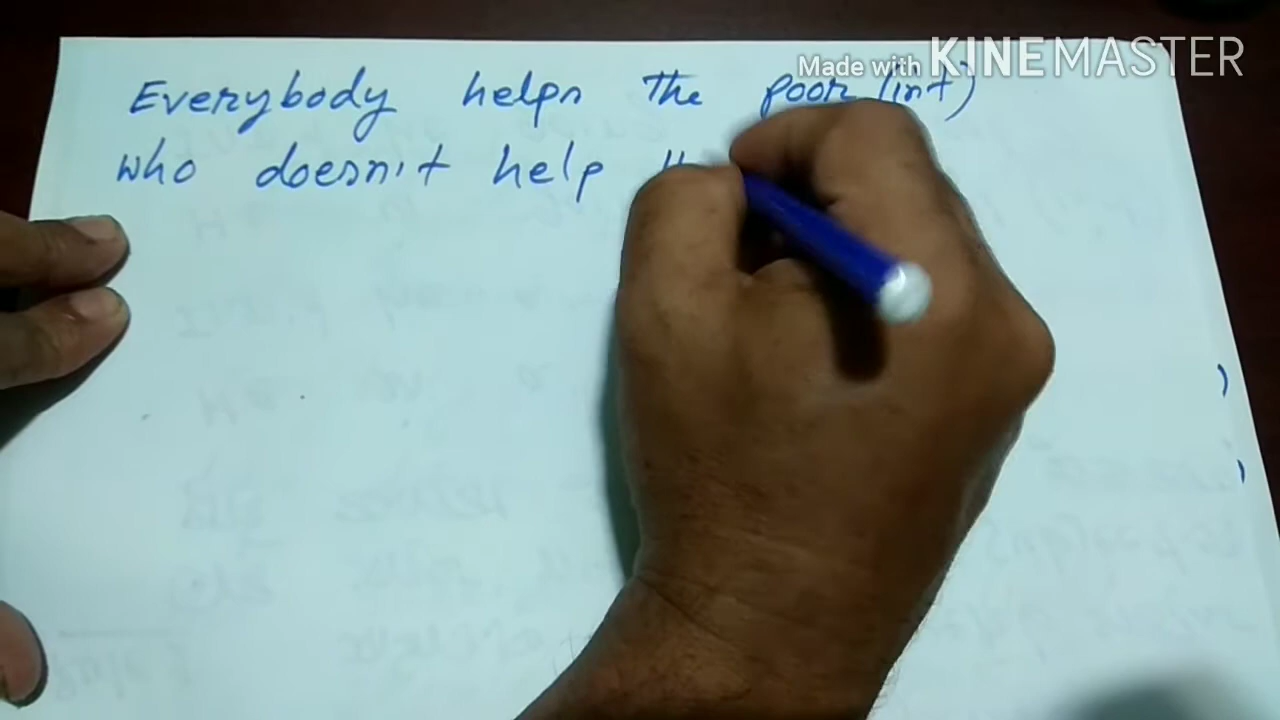 Made with KINEMASTER
Everybody helps the poor (int)
who doesn't help